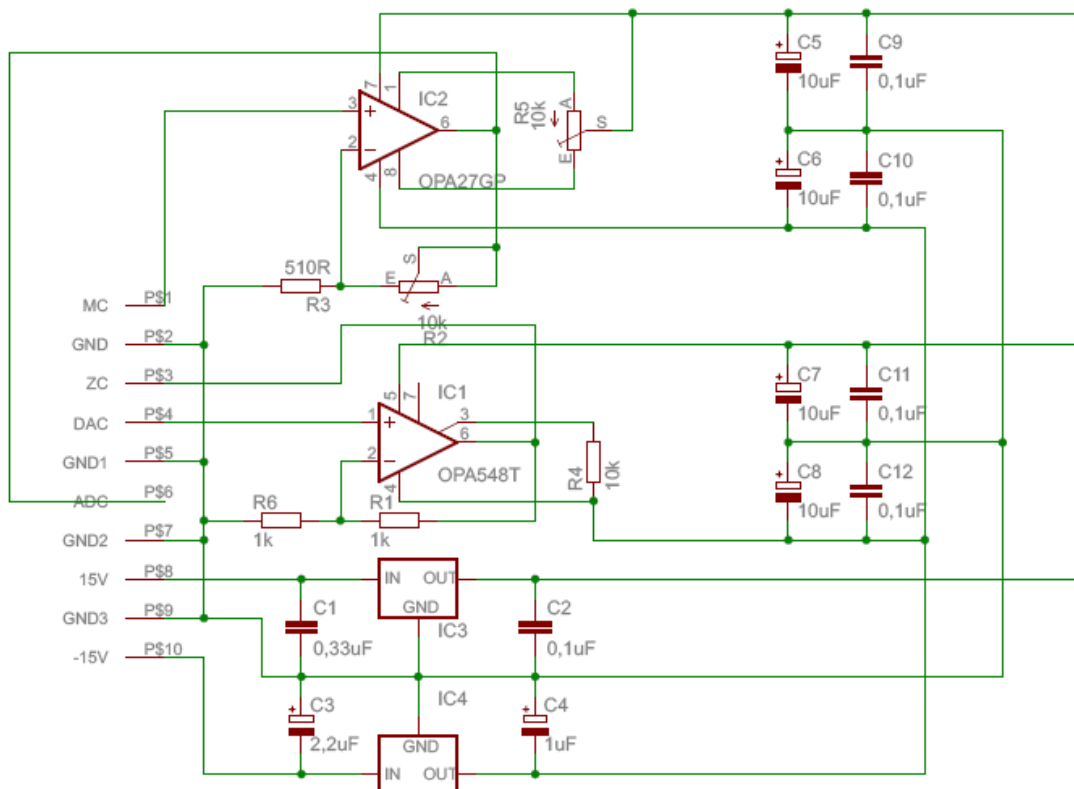 C5
10uF
C9
0,1uF
7
1
IC2
3
+
2
−
6
4
8
OPA27GP
R5
10k
A
S
E
C6
10uF
C10
0,1uF
510R
R3
S
E
A
10k
R2
MC P$1
GND P$2
ZC P$3
DAC P$4
GND1 P$5
ADC P$6
GND2 P$7
15V P$8
GND3 P$9
-15V P$10
IC1
5
7
1
+
3
2
−
6
4
OPA548T
R4
10k
C7
10uF
C11
0,1uF
C8
10uF
C12
0,1uF
R6
1k
R1
1k
IN OUT
GND
IC3
C1
0,33uF
C2
0,1uF
IC4
GND
IN OUT
C3
2,2uF
C4
1uF